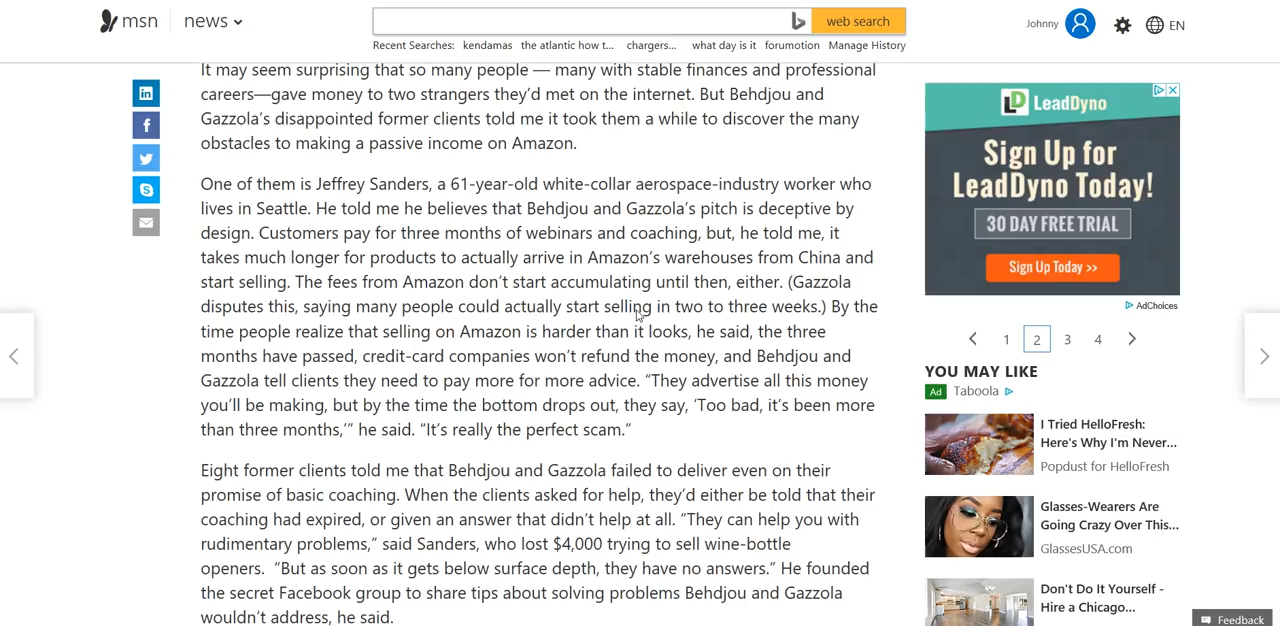 msn
news
web search
Johnny
EN
Recent Searches: kendamas the atlantic how t... chargers... what day is it forumotion Manage History
It may seem surprising that so many people — many with stable finances and professional
careers—gave money to two strangers they’d met on the internet. But Behdjou and
Gazzola’s disappointed former clients told me it took them a while to discover the many
obstacles to making a passive income on Amazon.
One of them is Jeffrey Sanders, a 61-year-old white-collar aerospace-industry worker who
lives in Seattle. He told me he believes that Behdjou and Gazzola’s pitch is deceptive by
design. Customers pay for three months of webinars and coaching, but, he told me, it
takes much longer for products to actually arrive in Amazon’s warehouses from China and
start selling. The fees from Amazon don’t start accumulating until then, either. (Gazzola
disputes this, saying many people could actually start selling in two to three weeks.) By the
time people realize that selling on Amazon is harder than it looks, he said, the three
months have passed, credit-card companies won’t refund the money, and Behdjou and
Gazzola tell clients they need to pay more for more advice. “They advertise all this money
you’ll be making, but by the time the bottom drops out, they say, ‘Too bad, it’s been more
than three months,’” he said. “It’s really the perfect scam.”
Eight former clients told me that Behdjou and Gazzola failed to deliver even on their
promise of basic coaching. When the clients asked for help, they’d either be told that their
coaching had expired, or given an answer that didn’t help at all. “They can help you with
rudimentary problems,” said Sanders, who lost $4,000 trying to sell wine-bottle
openers. “But as soon as it gets below surface depth, they have no answers.” He founded
the secret Facebook group to share tips about solving problems Behdjou and Gazzola
wouldn’t address, he said.
LeadDyno
Sign Up for
LeadDyno Today!
30 DAY FREE TRIAL
Sign Up Today >>
AdChoices
1 2 3 4
YOU MAY LIKE
Ad Taboola
I Tried HelloFresh:
Here's Why I'm Never...
Popdust for HelloFresh
Glasses-Wearers Are
Going Crazy Over This...
GlassesUSA.com
Don't Do It Yourself -
Hire a Chicago...
Feedback